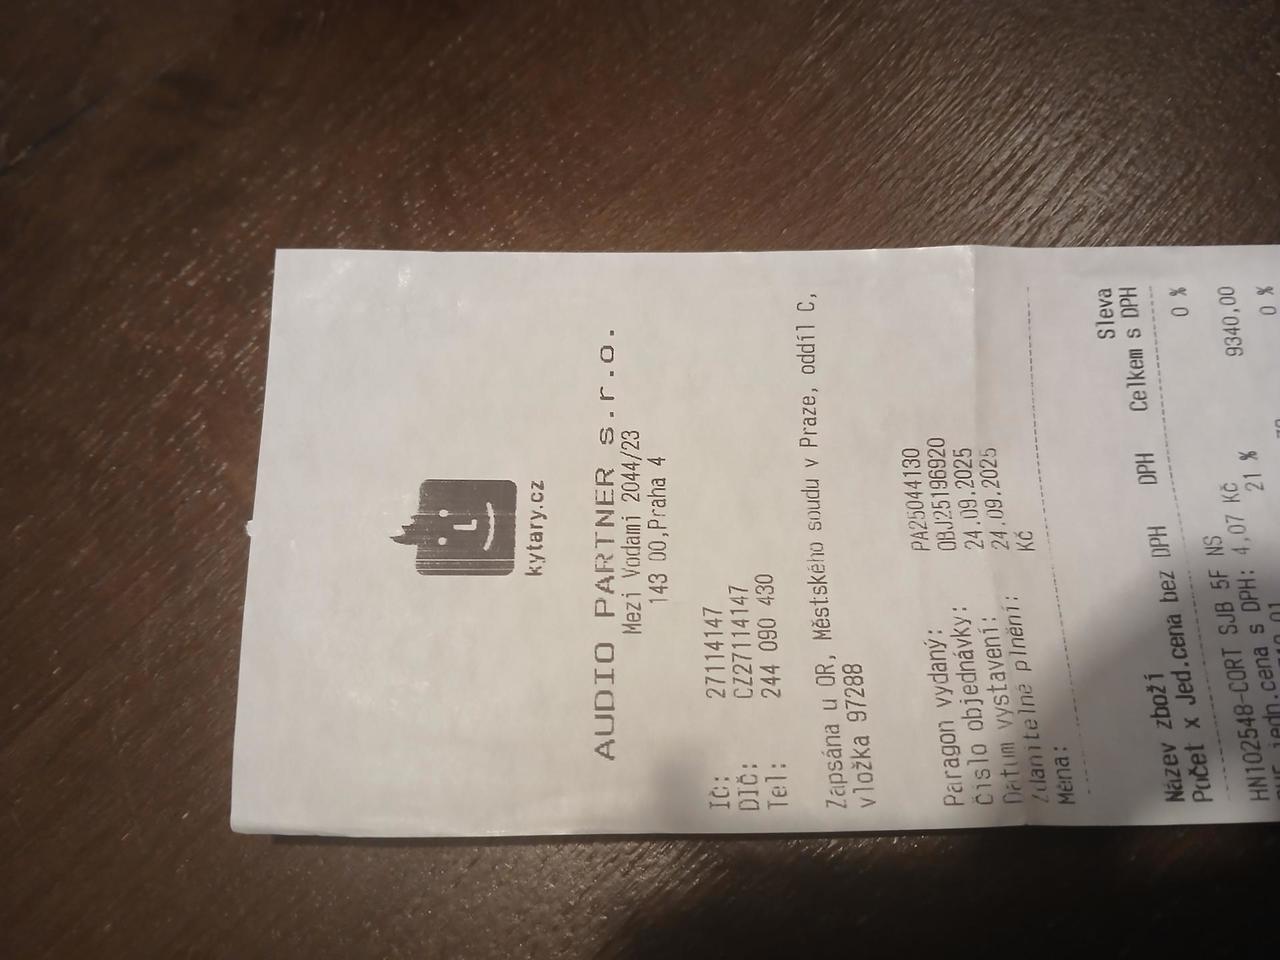 kytary.cz
AUDIO PARTNER s.r.o.
Mezi Vodami 2044/23
143 00,Praha 4
IČ: 27114147
DIČ: CZ27114147
Tel: 244 090 430
Zapsána u OR, Městského soudu v Praze, oddíl C,
vložka 97288
Paragon vydaný: PA25044130
Číslo objednávky: OBJ25196920
Datum vystavení: 24.09.2025
Zdanitelné plnění: 24.09.2025
Měna: Kč
Sleva
Název zboží
Počet x Jed.cena bez DPH DPH Celkem s DPH
0 %
HN102548-CORT SJB 5F NS
9340,00
jedn.cena s DPH: 4,07 Kč 21 %
0 %